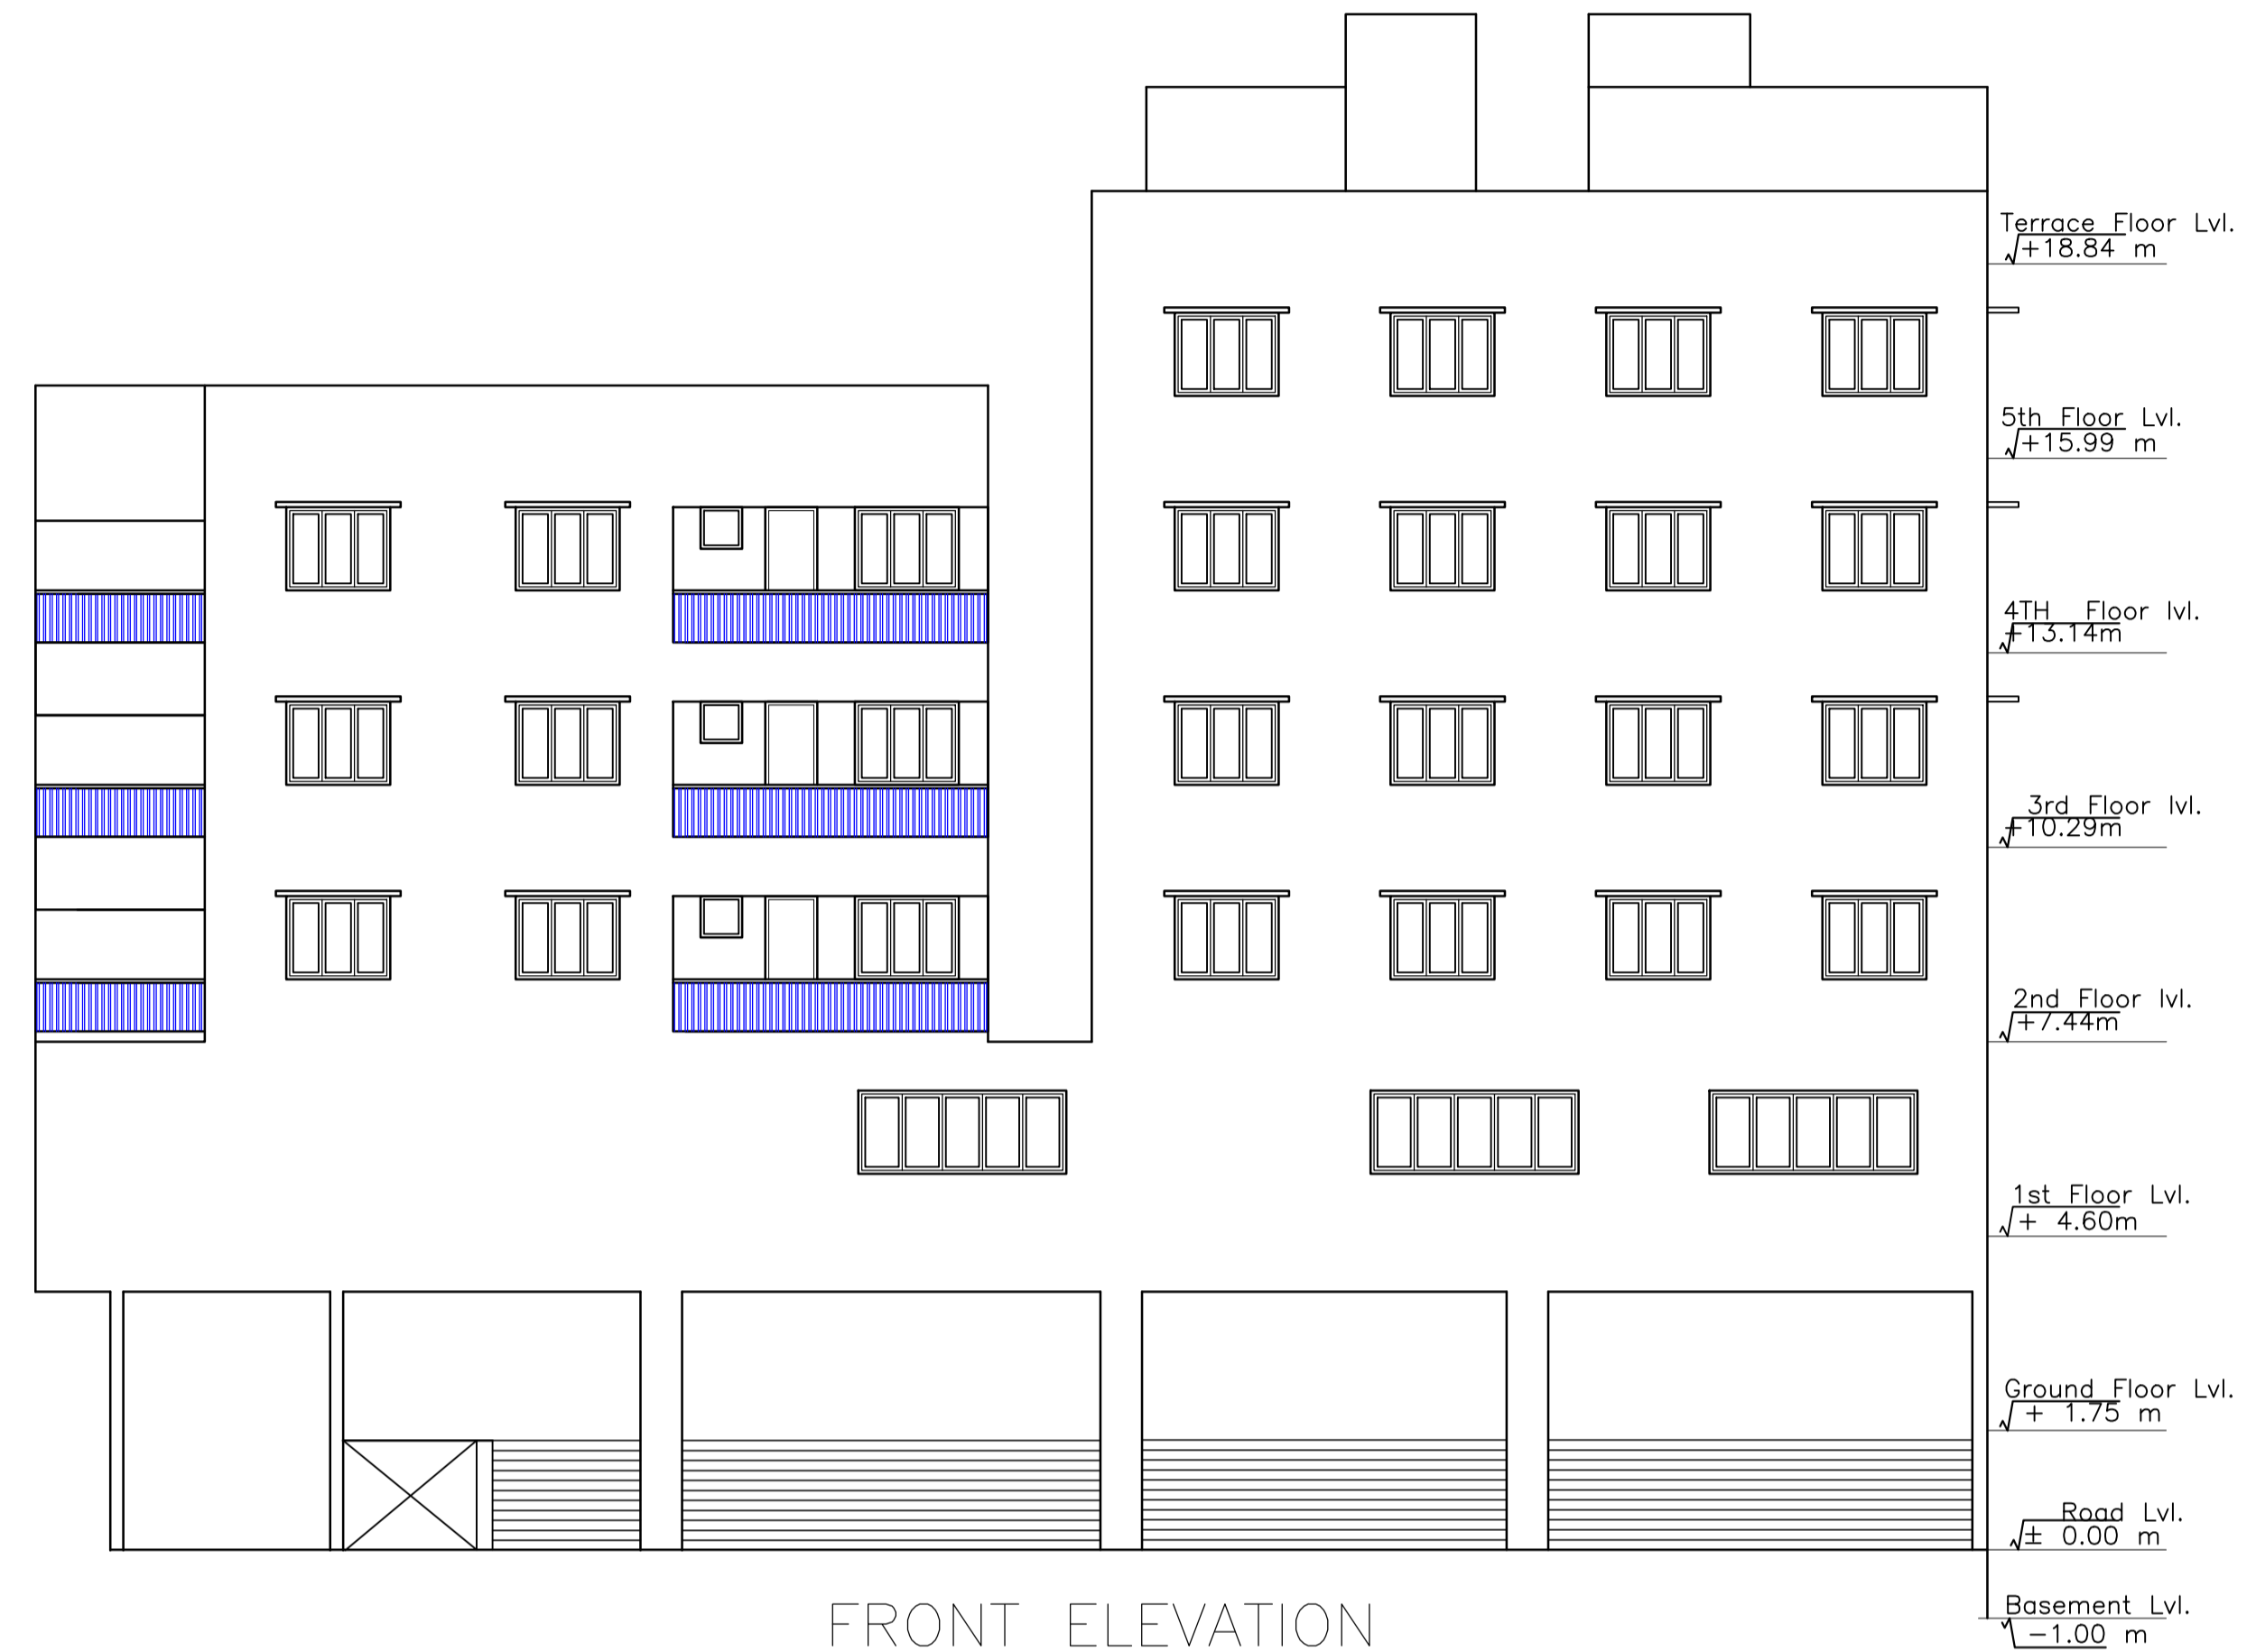 Terrace Floor Lvl.
+18.84 m
5th Floor Lvl.
+15.99 m
4TH Floor lvl.
+13.14m
3rd Floor lvl.
+10.29m
2nd Floor lvl.
+7.44m
1st Floor Lvl.
+ 4.60m
Ground Floor Lvl.
+ 1.75 m
Road Lvl.
± 0.00 m
Basement Lvl.
-1.00 m
FRONT ELEVATION